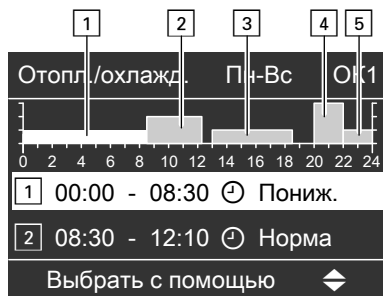 1 2 3 4 5
Отопл./охлажд. Пн-Вс ОК1
0 2 4 6 8 10 12 14 16 18 20 22 24
1 00:00 - 08:30 Пониж.
2 08:30 - 12:10 Норма
Выбрать с помощью